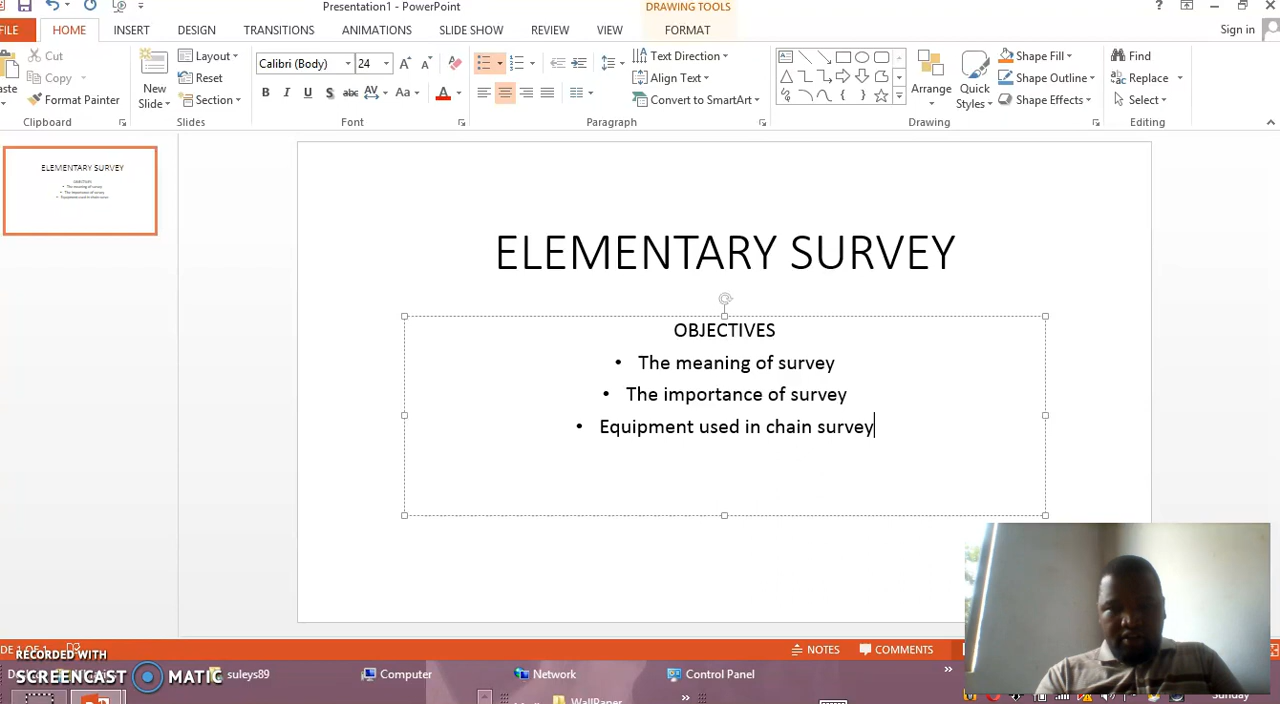 Presentation1 - PowerPoint
DRAWING TOOLS
?
FILE
HOME
INSERT
DESIGN
TRANSITIONS
ANIMATIONS
SLIDE SHOW
REVIEW
VIEW
FORMAT
Sign in
Cut
Copy
Format Painter
Clipboard
New
Slide
Layout
Reset
Section
Slides
Calibri (Body)
24
B I U S abc AV Aa A
Font
Text Direction
Align Text
Convert to SmartArt
Paragraph
Arrange
Quick
Styles
Shape Fill
Shape Outline
Shape Effects
Drawing
Find
Replace
Select
Editing
ELEMENTARY SURVEY
OBJECTIVES
• The meaning of survey
• The importance of survey
• Equipment used in chain survey
ELEMENTARY SURVEY
OBJECTIVES
• The meaning of survey
• The importance of survey
• Equipment used in chain survey
NOTES
COMMENTS
RECORDED WITH
SCREENCAST MATIC
suleys89
Computer
Network
Control Panel
WallPaper
Sunday